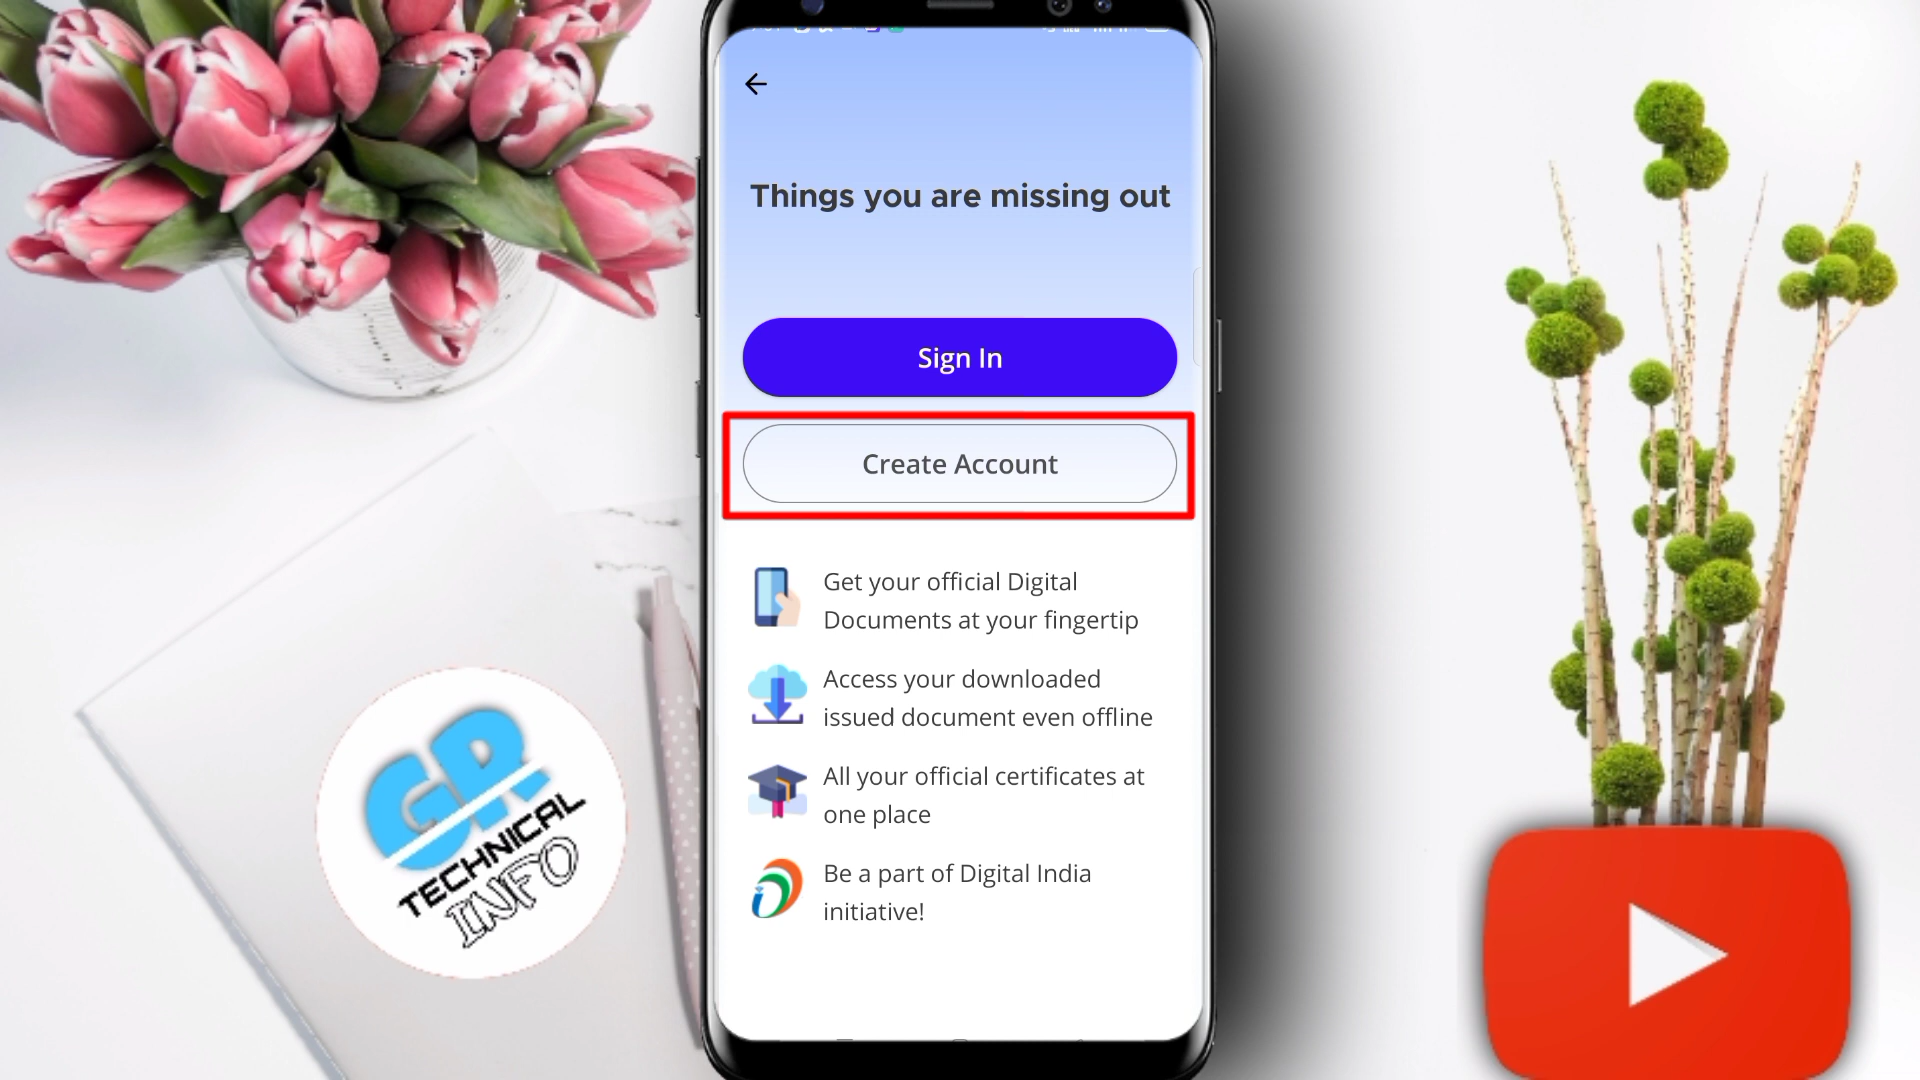 Things you are missing out
Sign In
Create Account
Get your official Digital
Documents at your fingertip
Access your downloaded
issued document even offline
All your official certificates at
one place
Be a part of Digital India
initiative!
GR
TECHNICAL
INFO